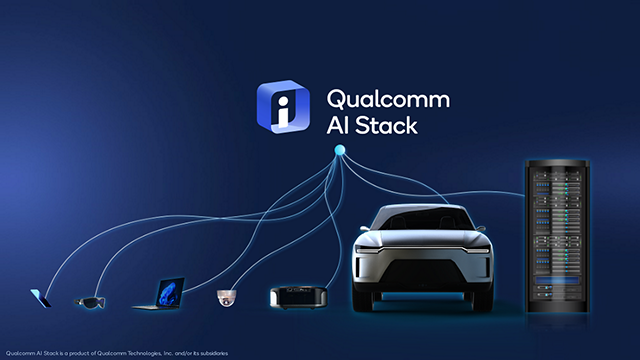 Qualcomm
AI Stack
Qualcomm AI Stack is a product of Qualcomm Technologies, Inc. and/or its subsidiaries